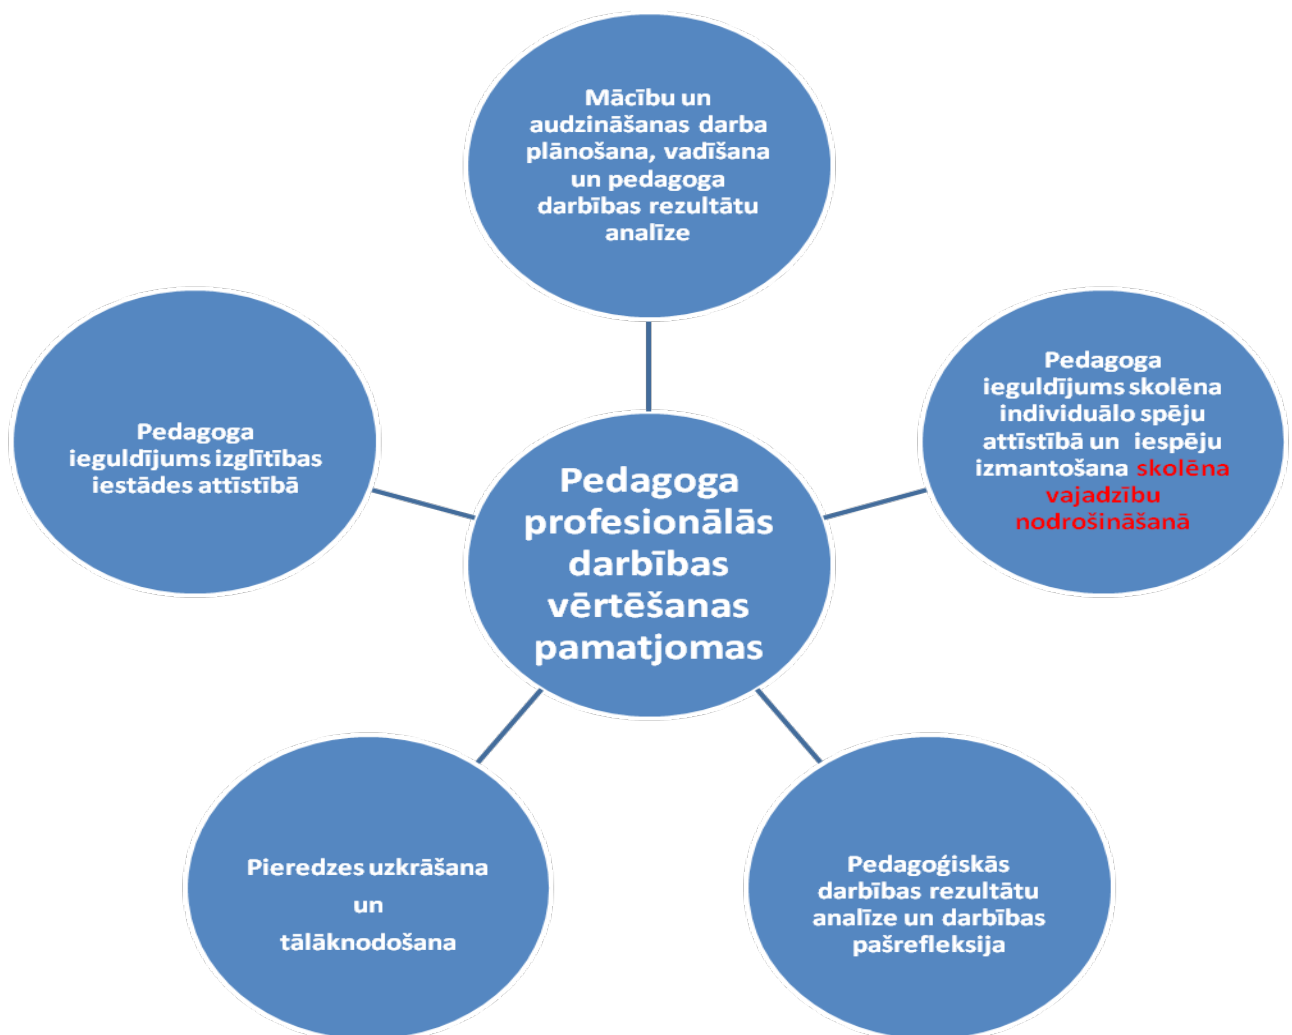 Mācību un
audzināšanas darba
plānošana, vadīšana
un pedagoga
darbības rezultātu
analīze
Pedagoga
ieguldījums skolēna
individuālo spēju
attīstībā un iespēju
izmantošana skolēna
vajadzību
nodrošināšanā
Pedagoga
ieguldījums izglītības
iestādes attīstībā
Pedagoga
profesionālās
darbības
vērtēšanas
pamatjomas
Pieredzes uzkrāšana
un
tālāknodošana
Pedagoģiskās
darbības rezultātu
analīze un darbības
pašrefleksija